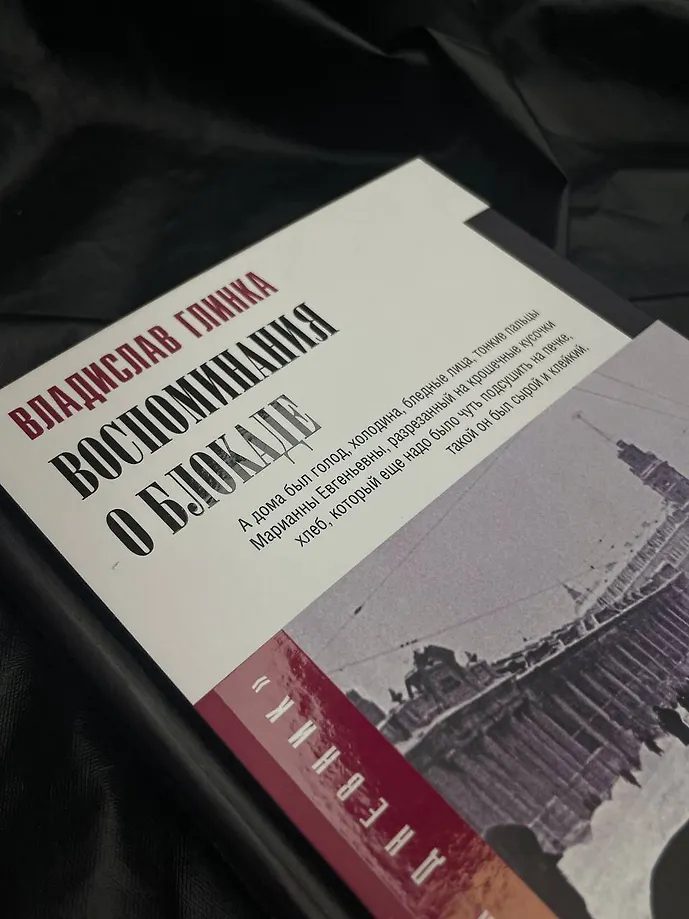 ВЛАДИСЛАВ ГЛИНКА
ВОСПОМИНАНИЯ
О БЛОКАДЕ
А дома был голод, холодина, бледные лица, тонкие пальцы
Марианны Евгеньевны, разрезанный на крошечные кусочки
хлеб, который еще надо было чуть подсушить на печке,
такой он был сырой и клейкий.
ДНЕВНИК»